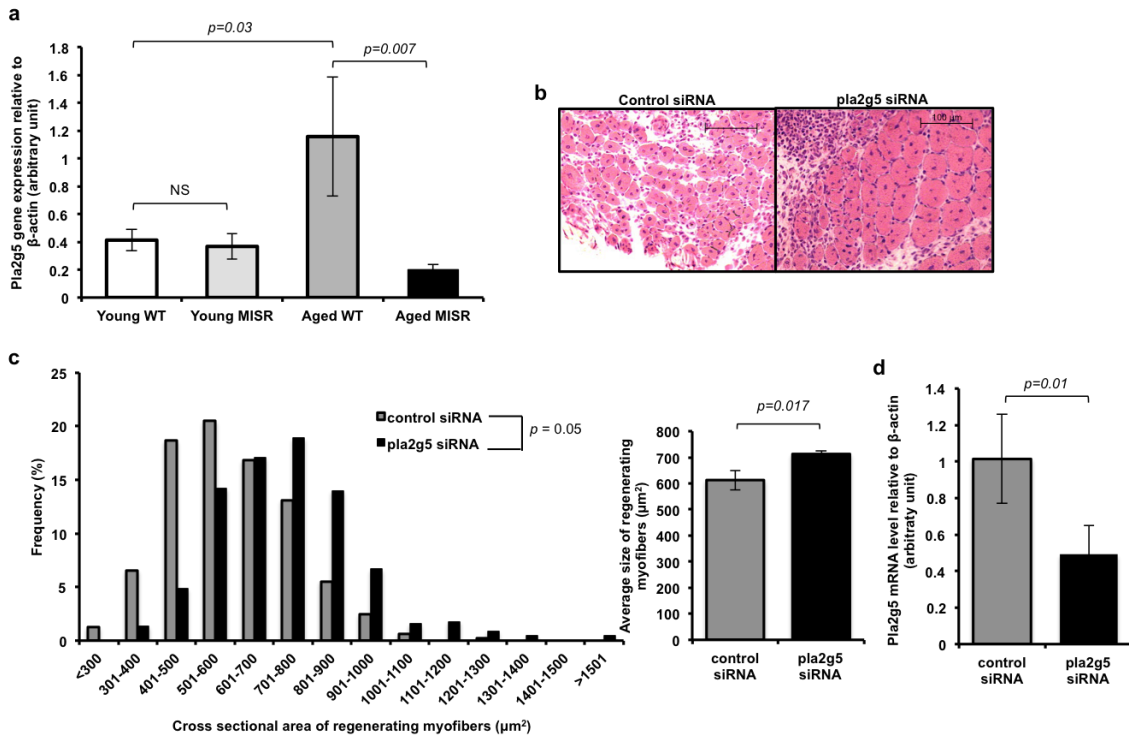 a
p=0.03
p=0.007
NS
Pla2g5 gene expression relative to
β-actin (arbitrary unit)
1.8
1.6
1.4
1.2
1
0.8
0.6
0.4
0.2
0
Young WT
Young MISR
Aged WT
Aged MISR
b
Control siRNA
pla2g5 siRNA
100 µm
c
Frequency (%)
25
20
15
10
5
0
control siRNA
pla2g5 siRNA
p = 0.05
<300
301-400
401-500
501-600
601-700
701-800
801-900
901-1000
1001-1100
1101-1200
1201-1300
1301-1400
1401-1500
>1501
Cross sectional area of regenerating myofibers (µm²)
p=0.017
Average size of regenerating
myofibers (µm²)
800
700
600
500
400
300
200
100
0
control
siRNA
pla2g5
siRNA
d
p=0.01
Pla2g5 mRNA level relative to β-actin
(arbitraty unit)
1.4
1.2
1
0.8
0.6
0.4
0.2
0
control
siRNA
pla2g5
siRNA